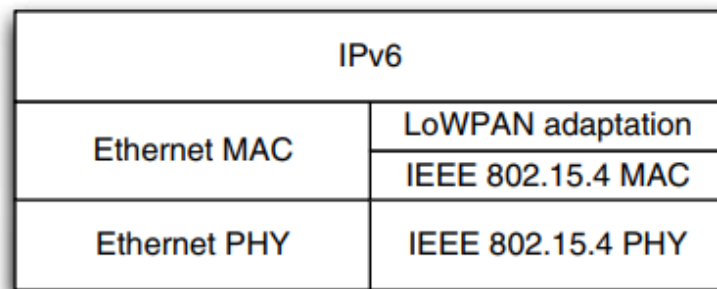 IPv6
Ethernet MAC
LoWPAN adaptation
IEEE 802.15.4 MAC
Ethernet PHY
IEEE 802.15.4 PHY